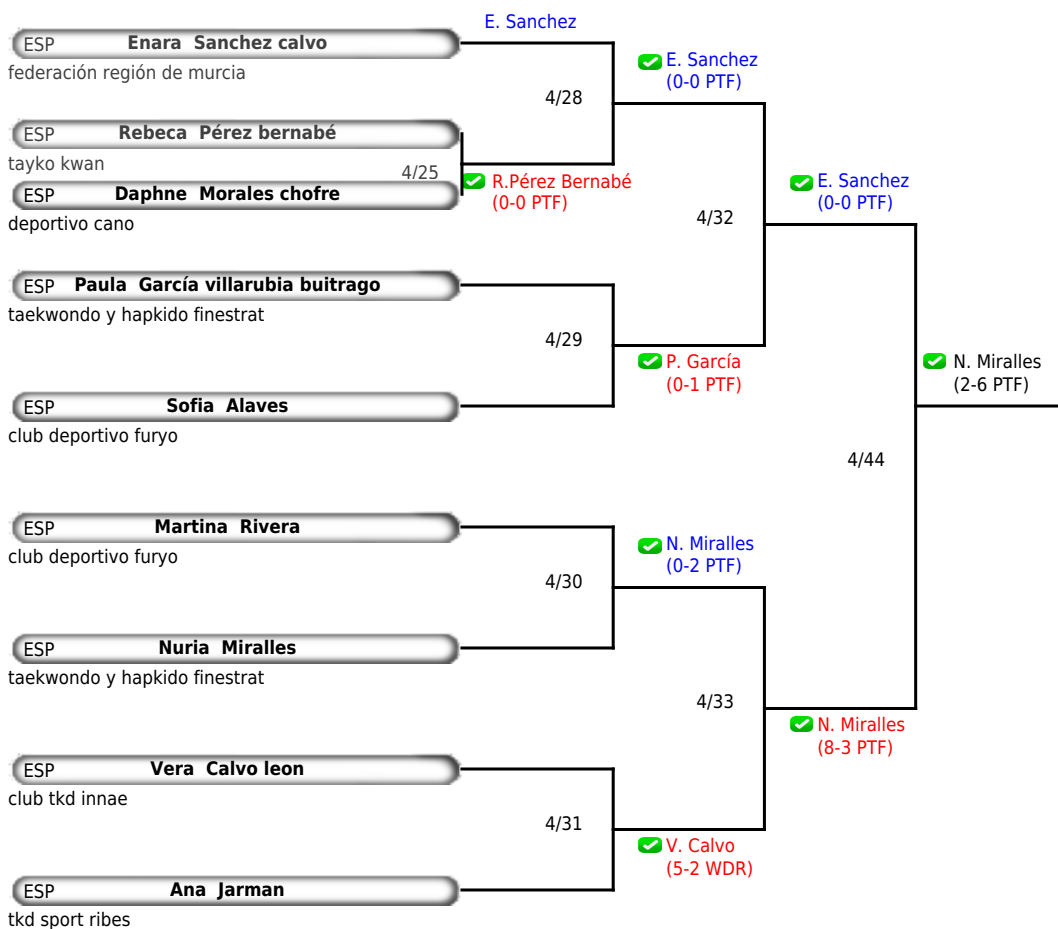 E. Sanchez
ESP Enara Sanchez calvo
federación región de murcia
E. Sanchez
(0-0 PTF)
4/28
ESP Rebeca Pérez bernabé
tayko kwan
4/25
R.Pérez Bernabé
(0-0 PTF)
ESP Daphne Morales chofre
deportivo cano
E. Sanchez
(0-0 PTF)
4/32
ESP Paula García villarubia buitrago
taekwondo y hapkido finestrat
4/29
P. García
(0-1 PTF)
N. Miralles
(2-6 PTF)
ESP Sofia Alaves
club deportivo furyo
4/44
ESP Martina Rivera
club deportivo furyo
N. Miralles
(0-2 PTF)
4/30
ESP Nuria Miralles
taekwondo y hapkido finestrat
4/33
N. Miralles
(8-3 PTF)
ESP Vera Calvo leon
club tkd innae
4/31
V. Calvo
(5-2 WDR)
ESP Ana Jarman
tkd sport ribes